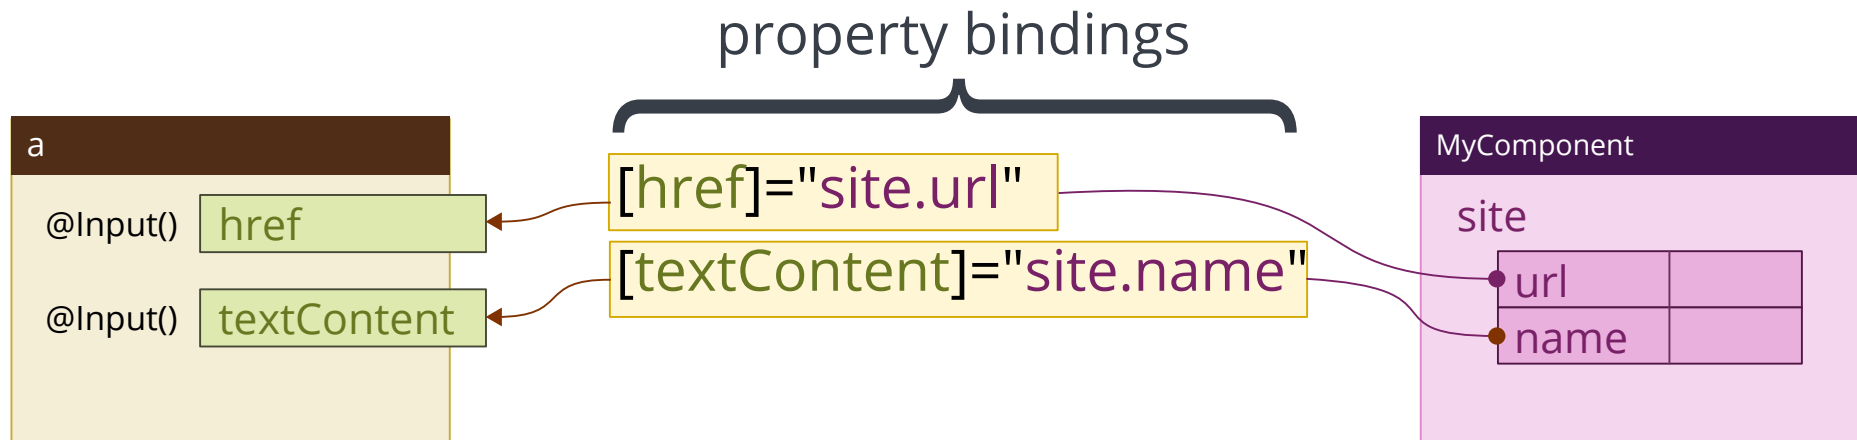 property bindings
a
MyComponent
[href]="site.url"
@Input() href
site
[textContent]="site.name"
url
@Input() textContent
name